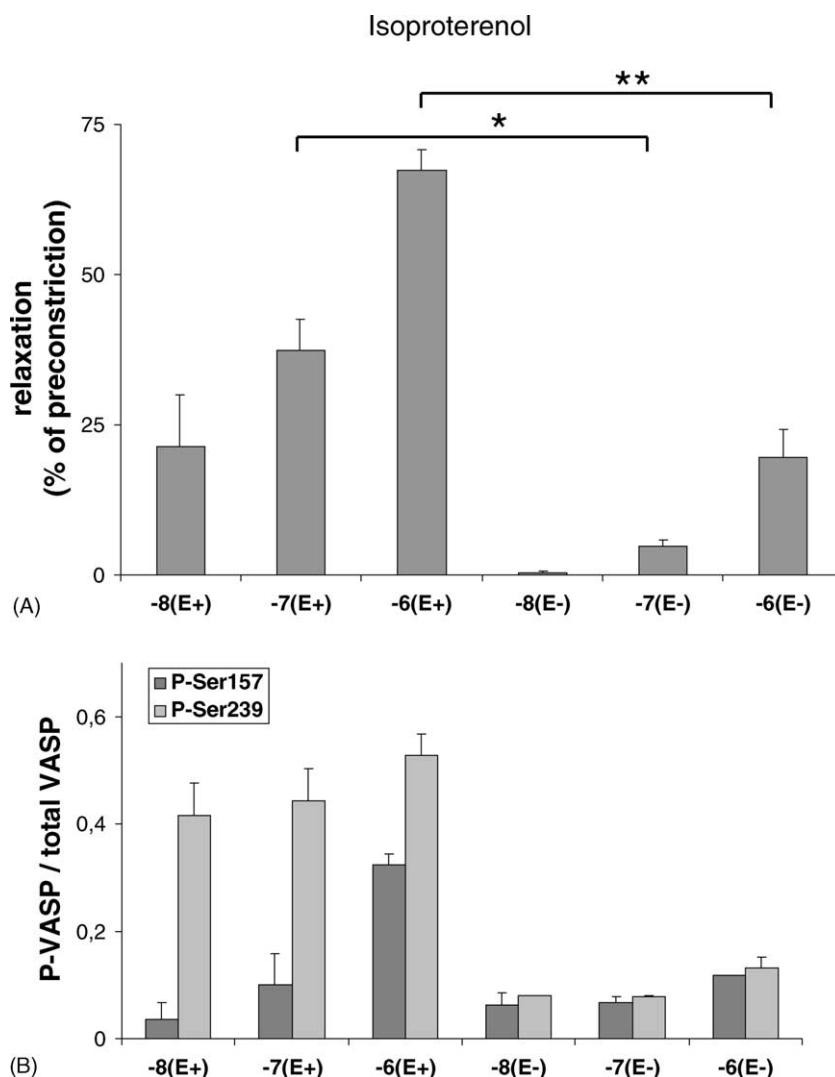 Isoproterenol
**
*
75
50
25
0
relaxation
(% of preconstriction)
(A)
-8(E+) -7(E+) -6(E+) -8(E-) -7(E-) -6(E-)
P-Ser157
P-Ser239
0,6
0,4
0,2
0
P-VASP / total VASP
(B)
-8(E+) -7(E+) -6(E+) -8(E-) -7(E-) -6(E-)